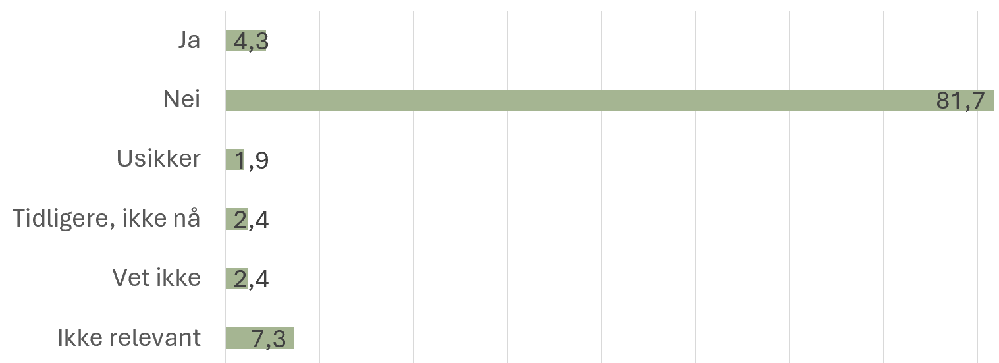 Ja 4,3
Nei 81,7
Usikker 1,9
Tidligere, ikke nå 2,4
Vet ikke 2,4
Ikke relevant 7,3